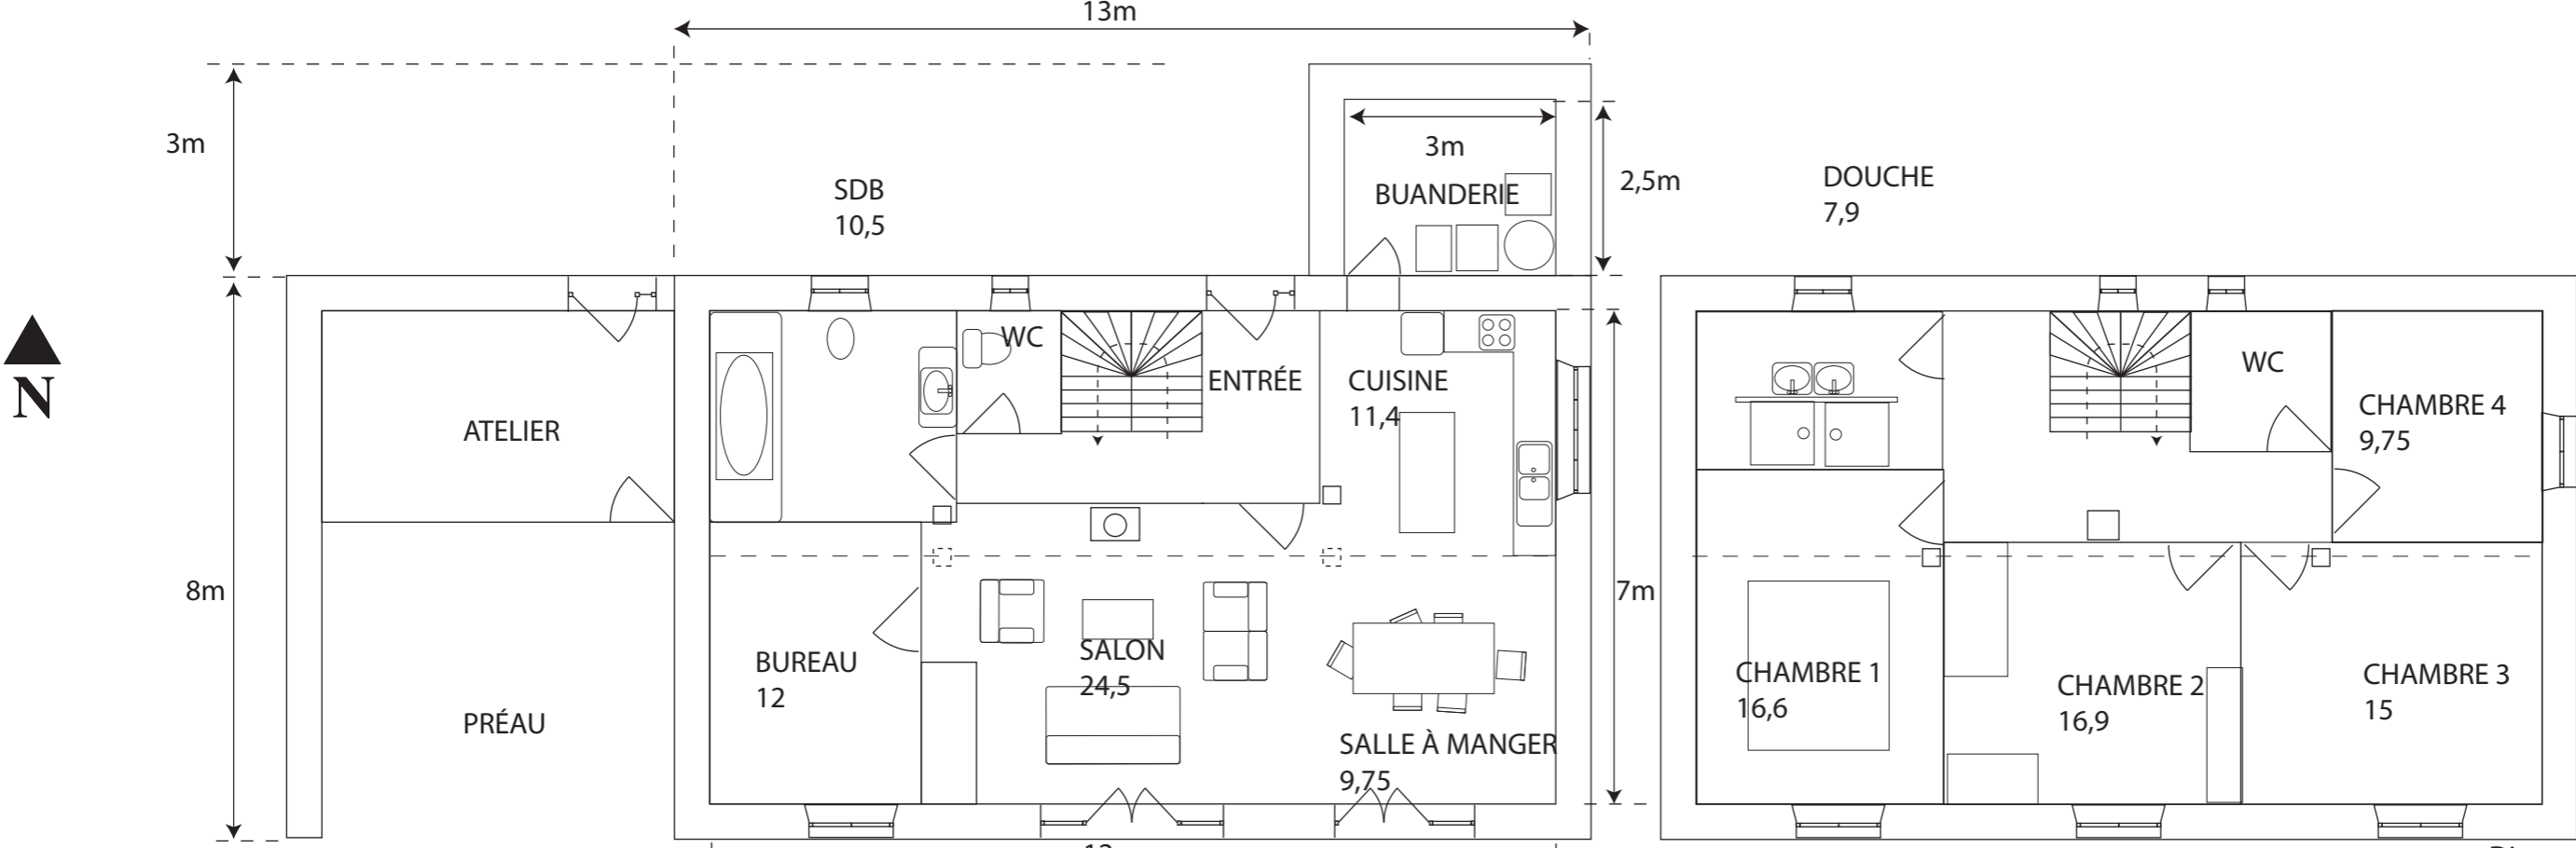 13m
3m
3m
2,5m
BUANDERIE
SDB
10,5
DOUCHE
7,9
N
WC
ENTRÉE
CUISINE
11,4
ATELIER
WC
CHAMBRE 4
9,75
8m
7m
BUREAU
12
SALON
24,5
PRÉAU
SALLE À MANGER
9,75
CHAMBRE 1
16,6
CHAMBRE 2
16,9
CHAMBRE 3
15